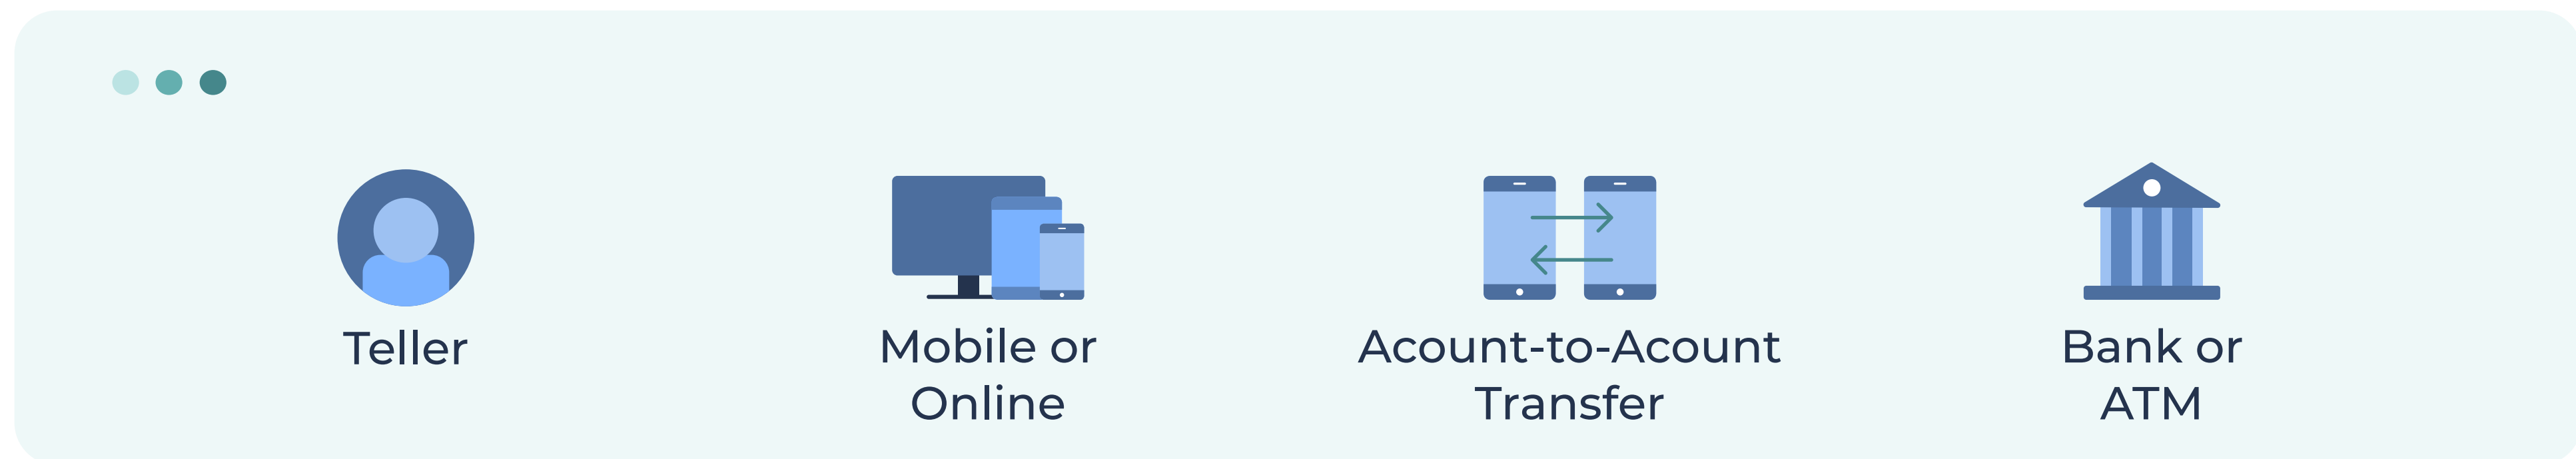 Teller
Mobile or
Online
Acount-to-Acount
Transfer
Bank or
ATM